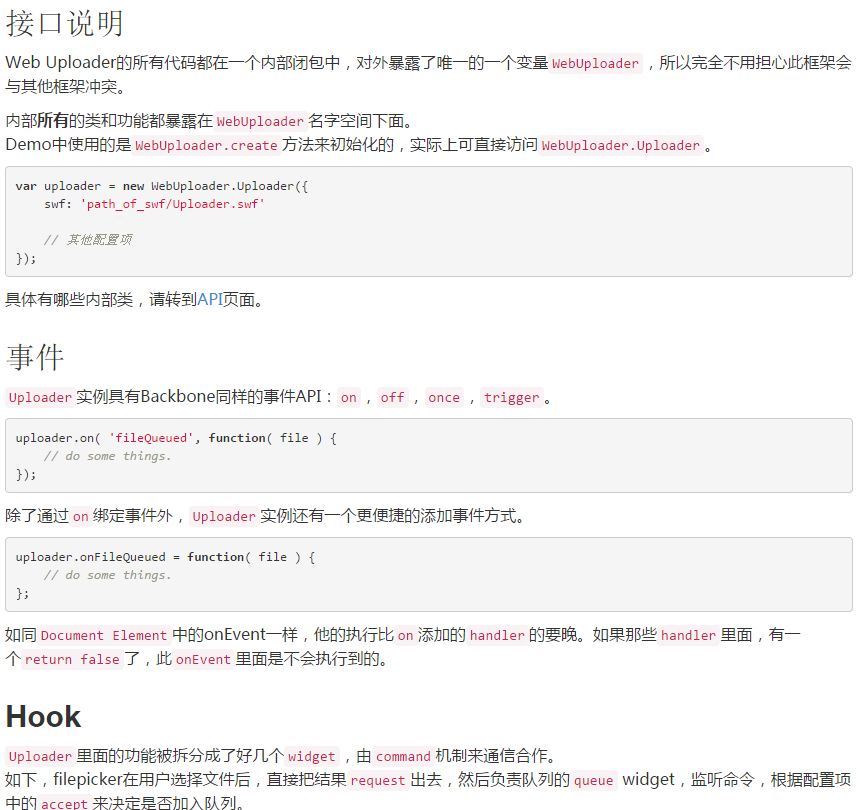 接口说明
Web Uploader的所有代码都在一个内部闭包中，对外暴露了唯一的一个变量WebUploader，所以完全不用担心此框架会
与其他框架冲突。
内部所有的类和功能都暴露在WebUploader名字空间下面。
Demo中使用的是WebUploader.create方法来初始化的，实际上可直接访问WebUploader.Uploader。
var uploader = new WebUploader.Uploader({
    swf: 'path_of_swf/Uploader.swf'
    // 其他配置项
});
具体有哪些内部类，请转到API页面。
事件
Uploader实例具有Backbone同样的事件API：on，off，once，trigger。
uploader.on( 'fileQueued', function( file ) {
    // do some things.
});
除了通过on绑定事件外，Uploader实例还有一个更便捷的添加事件方式。
uploader.onFileQueued = function( file ) {
    // do some things.
};
如同Document Element中的onEvent一样，他的执行比on添加的handler的要晚。如果那些handler里面，有一
个return false了，此onEvent里面是不会执行到的。
Hook
Uploader里面的功能被拆分成了好几个widget，由command机制来通信合作。
如下，filepicker在用户选择文件后，直接把结果request出去，然后负责队列的queue widget，监听命令，根据配置项
中的accept来决定是否加入队列。